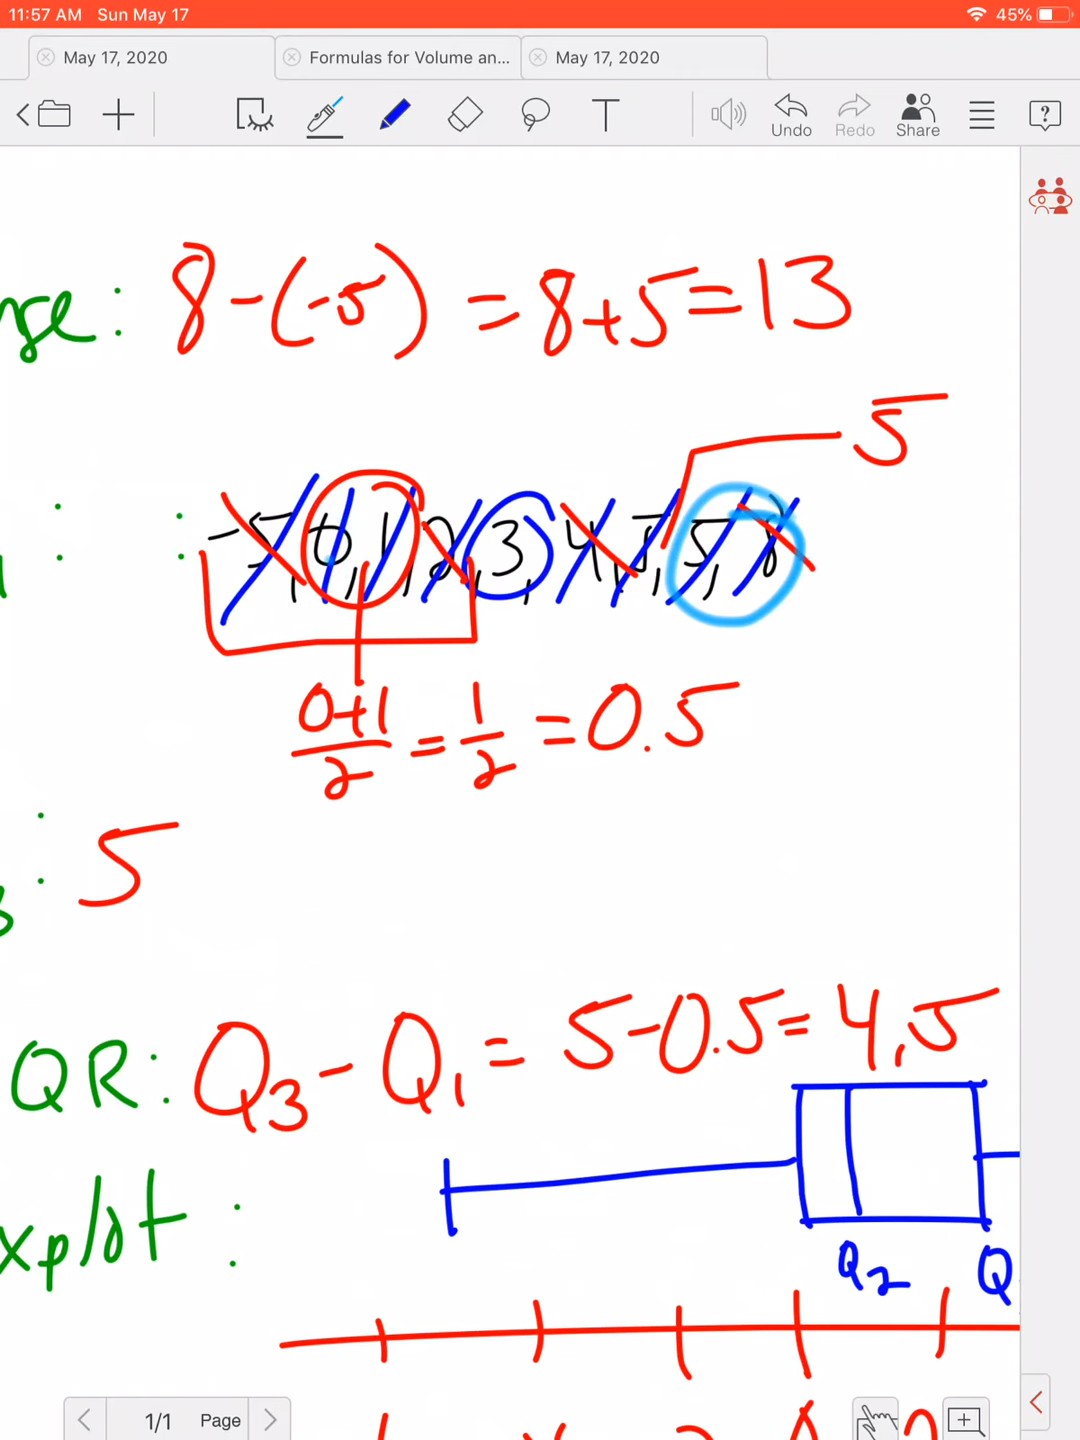 11:57 AM Sun May 17 45%
May 17, 2020 Formulas for Volume an... May 17, 2020
T Undo Redo Share ?
nge: 8-(-5) = 8+5=13
5
: : -5, 0, 1, 2, 3, 4, 5, 5, 8
0+1/2 = 1/2 = 0.5
3: 5
QR: Q3 - Q1 = 5-0.5= 4.5
Q2 Q
xplot:
1/1 Page